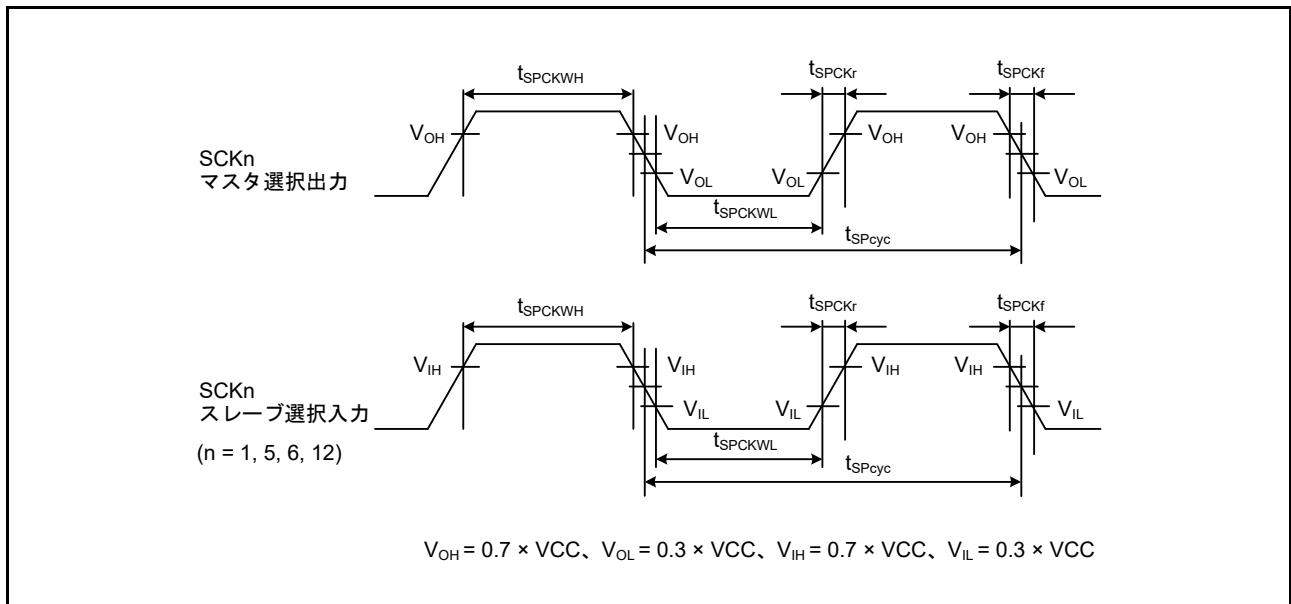 tSPCKWH
tSPCKr
tSPCKf
VOH
VOH
VOH
VOH
SCKn
マスタ選択出力
VOL
VOL
VOL
tSPCKWL
tSPcyc
tSPCKWH
tSPCKr
tSPCKf
VIH
VIH
VIH
VIH
SCKn
スレーブ選択入力
VIL
VIL
VIL
(n = 1, 5, 6, 12)
tSPCKWL
tSPcyc
VOH = 0.7 × VCC、VOL = 0.3 × VCC、VIH = 0.7 × VCC、VIL = 0.3 × VCC